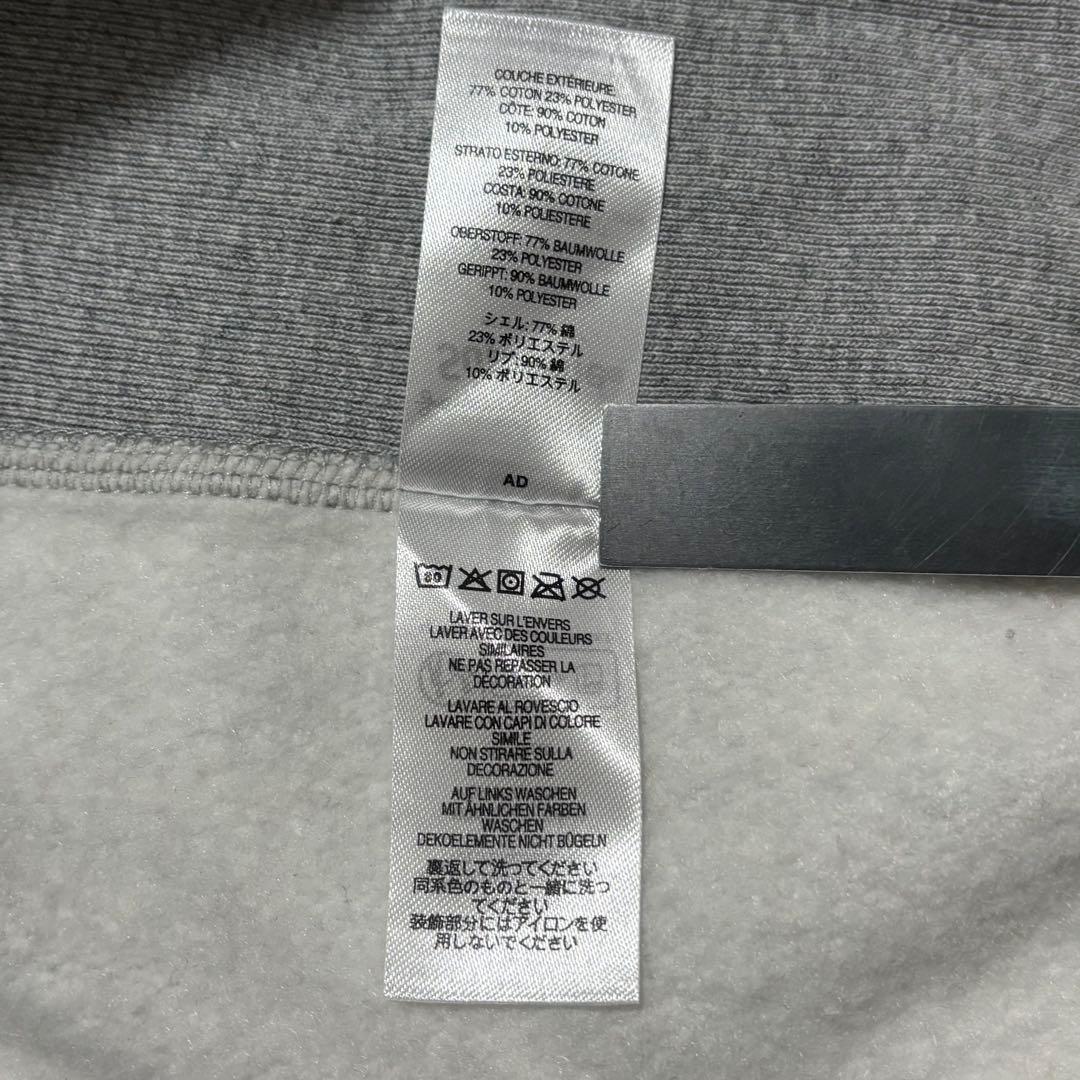 COUCHE EXTÉRIEURE:
77% COTON 23% POLYESTER
CÔTE: 90% COTON
10% POLYESTER
STRATO ESTERNO: 77% COTONE
23% POLIESTERE
COSTA: 90% COTONE
10% POLIESTERE
OBERSTOFF: 77% BAUMWOLLE
23% POLYESTER
GERIPPT: 90% BAUMWOLLE
10% POLYESTER
シェル: 77% 綿
23% ポリエステル
リブ: 90% 綿
10% ポリエステル
AD
LAVER SUR L'ENVERS
LAVER AVEC DES COULEURS
SIMILAIRES
NE PAS REPASSER LA
DÉCORATION
LAVARE AL ROVESCIO
LAVARE CON CAPI DI COLORE
SIMILE
NON STIRARE SULLA
DECORAZIONE
AUF LINKS WASCHEN
MIT ÄHNLICHEN FARBEN
WASCHEN
DEKOELEMENTE NICHT BÜGELN
裏返して洗ってください
同系色のものと一緒に洗っ
てください
装飾部分にはアイロンを使
用しないでください